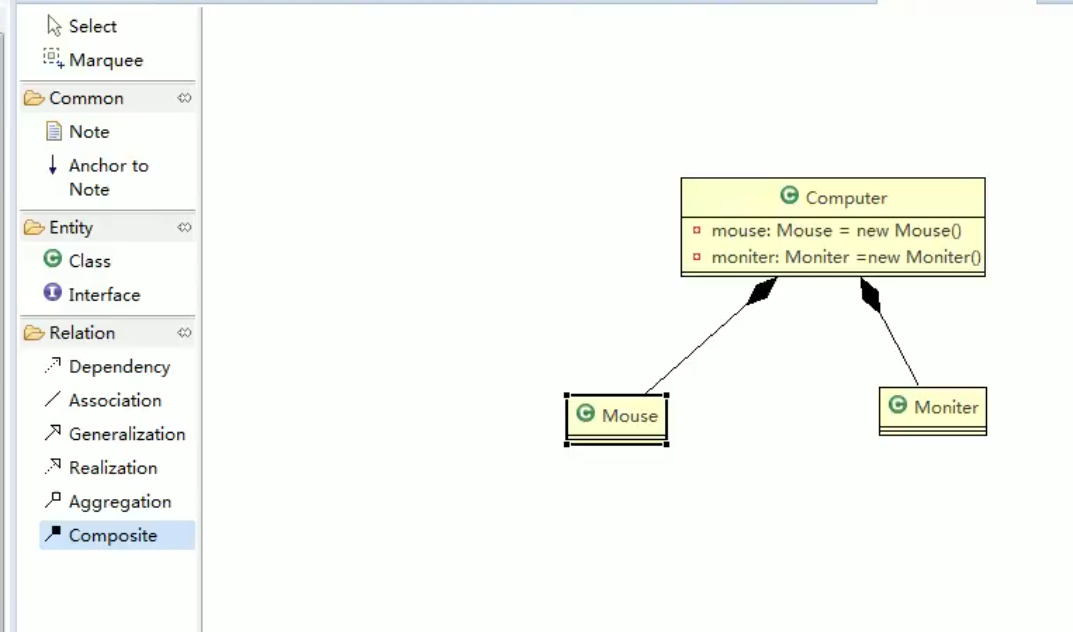 Select
Marquee
Common
Note
Anchor to
Note
Entity
Class
Interface
Relation
Dependency
Association
Generalization
Realization
Aggregation
Composite
C Computer
mouse: Mouse = new Mouse()
moniter: Moniter =new Moniter()
C Mouse
C Moniter